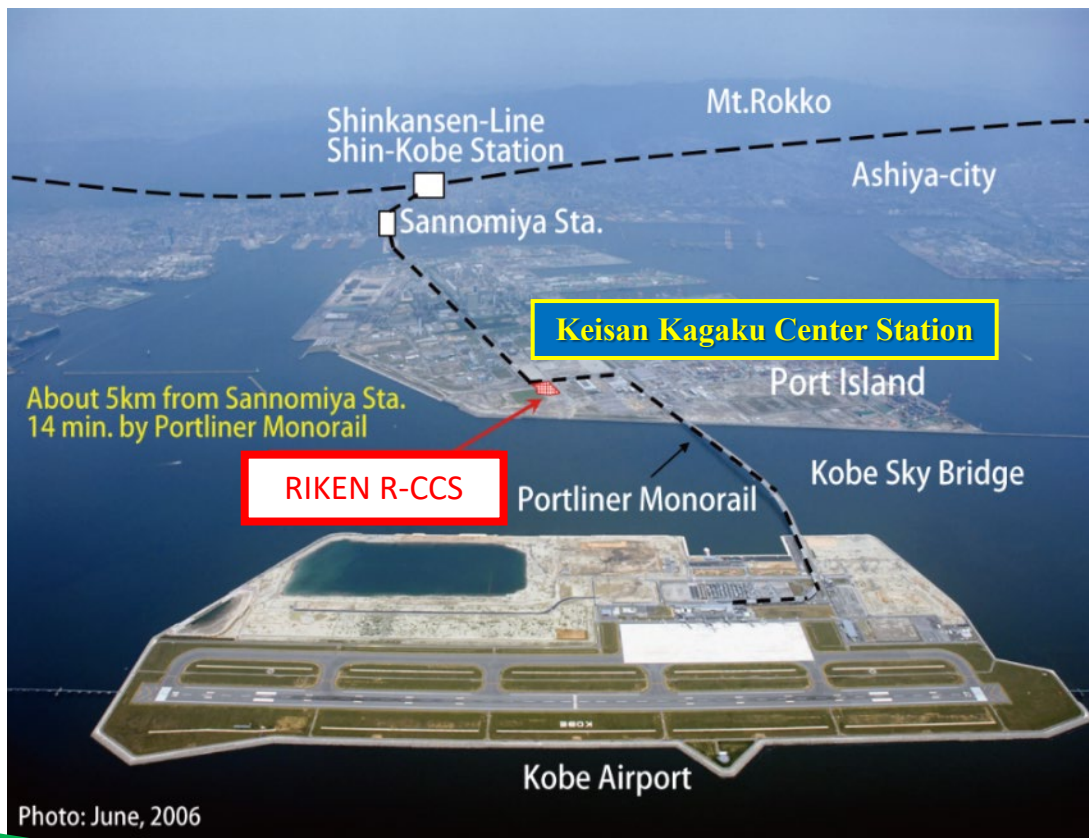 Mt.Rokko
Shinkansen-Line
Shin-Kobe Station
Ashiya-city
Sannomiya Sta.
Keisan Kagaku Center Station
Port Island
About 5km from Sannomiya Sta.
14 min. by Portliner Monorail
RIKEN R-CCS
Portliner Monorail
Kobe Sky Bridge
KOBE
Kobe Airport
Photo: June, 2006